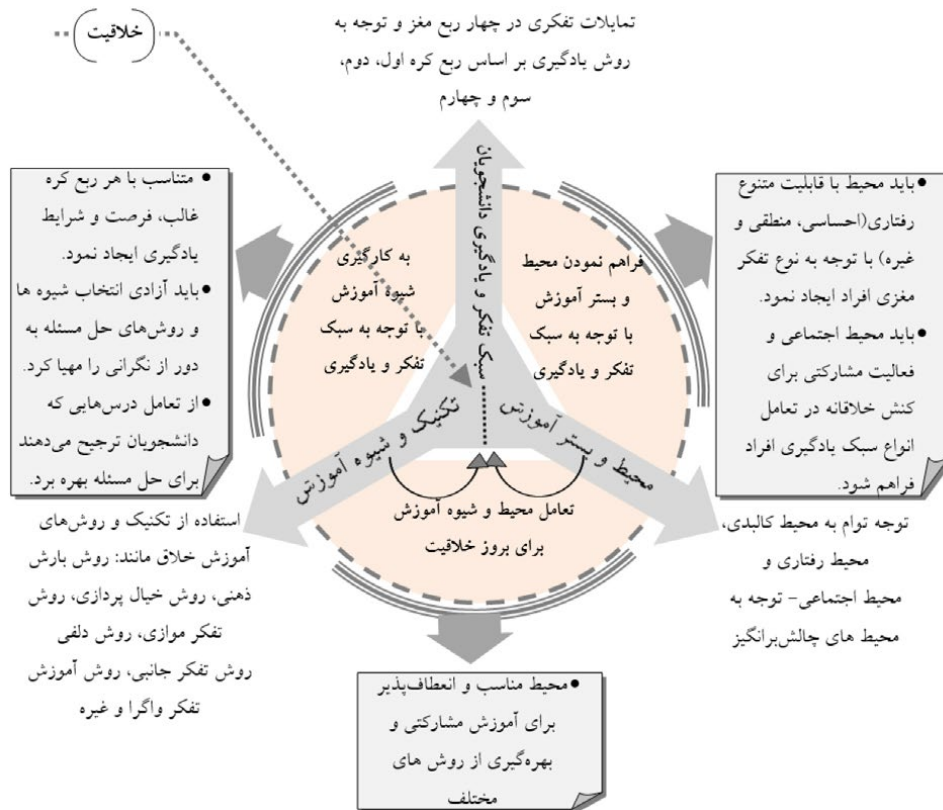 خلاقیت
تمایلات تفکری در چهار ربع مغز و توجه به
روش یادگیری بر اساس ربع کره اول، دوم،
سوم و چهارم
سبک تفکر و یادگیری دانشجویان
• باید محیط با قابلیت متنوع
رفتاری(احساسی، منطقی و
غیره) با توجه به نوع تفکر
مغزی افراد ایجاد نمود.
• باید محیط اجتماعی و
فعالیت مشارکتی برای
کنش خلاقانه در تعامل
انواع سبک یادگیری افراد
فراهم شود.
فراهم نمودن محیط
و بستر آموزش
با توجه به سبک
تفکر و یادگیری
به کارگیری
شیوه آموزش
با توجه به سبک
تفکر و یادگیری
• متناسب با هر ربع کره
غالب، فرصت و شرایط
یادگیری ایجاد نمود.
• باید آزادی انتخاب شیوه ها
و روش‌های حل مسئله به
دور از نگرانی را مهیا کرد.
• از تعامل درس‌هایی که
دانشجویان ترجیح می‌دهند
برای حل مسئله بهره برد.
محیط و بستر آموزش
تکنیک و شیوه آموزش
تعامل محیط و شیوه آموزش
برای بروز خلاقیت
توجه توام به محیط کالبدی،
محیط رفتاری و
محیط اجتماعی- توجه به
محیط های چالش‌برانگیز
استفاده از تکنیک و روش‌های
آموزش خلاق مانند: روش بارش
ذهنی، روش خیال پردازی، روش
تفکر موازی، روش دلفی
روش تفکر جانبی، روش آموزش
تفکر واگرا و غیره
• محیط مناسب و انعطاف‌پذیر
برای آموزش مشارکتی و
بهره‌گیری از روش های
مختلف